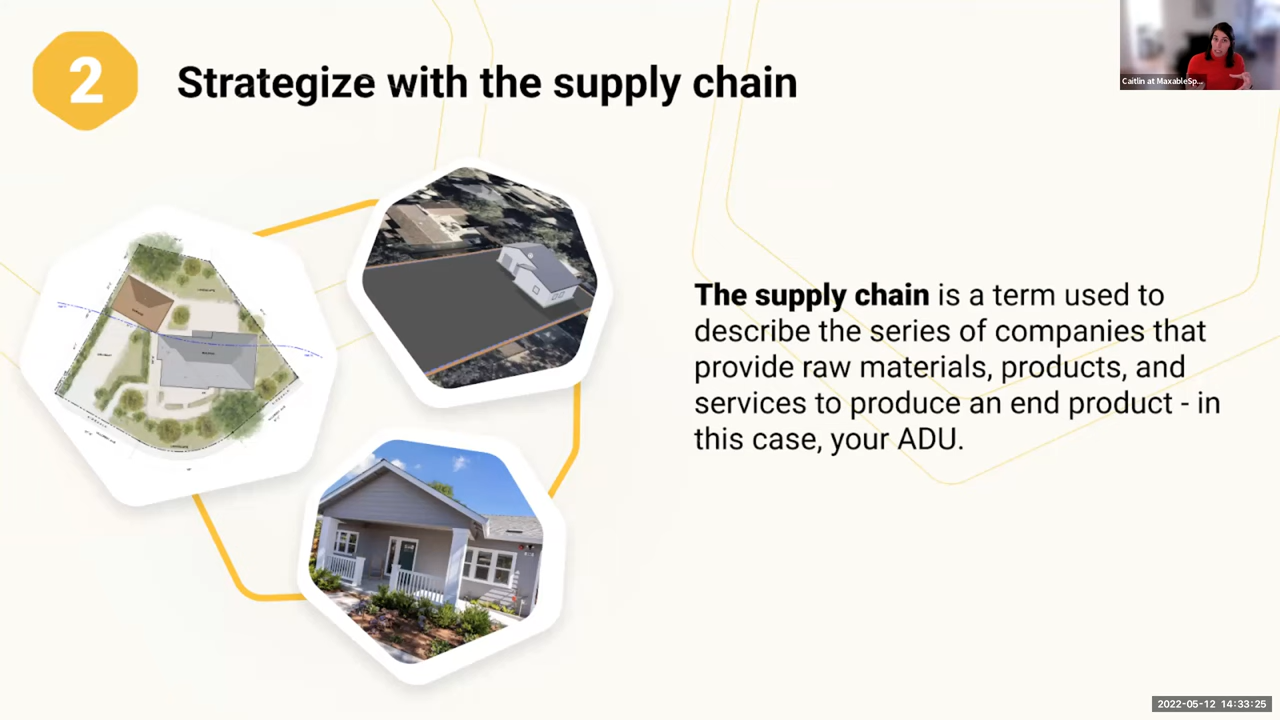 2
Strategize with the supply chain
Caitlin at MaxableSp...
The supply chain is a term used to
describe the series of companies that
provide raw materials, products, and
services to produce an end product - in
this case, your ADU.
2022-05-12 14:33:25